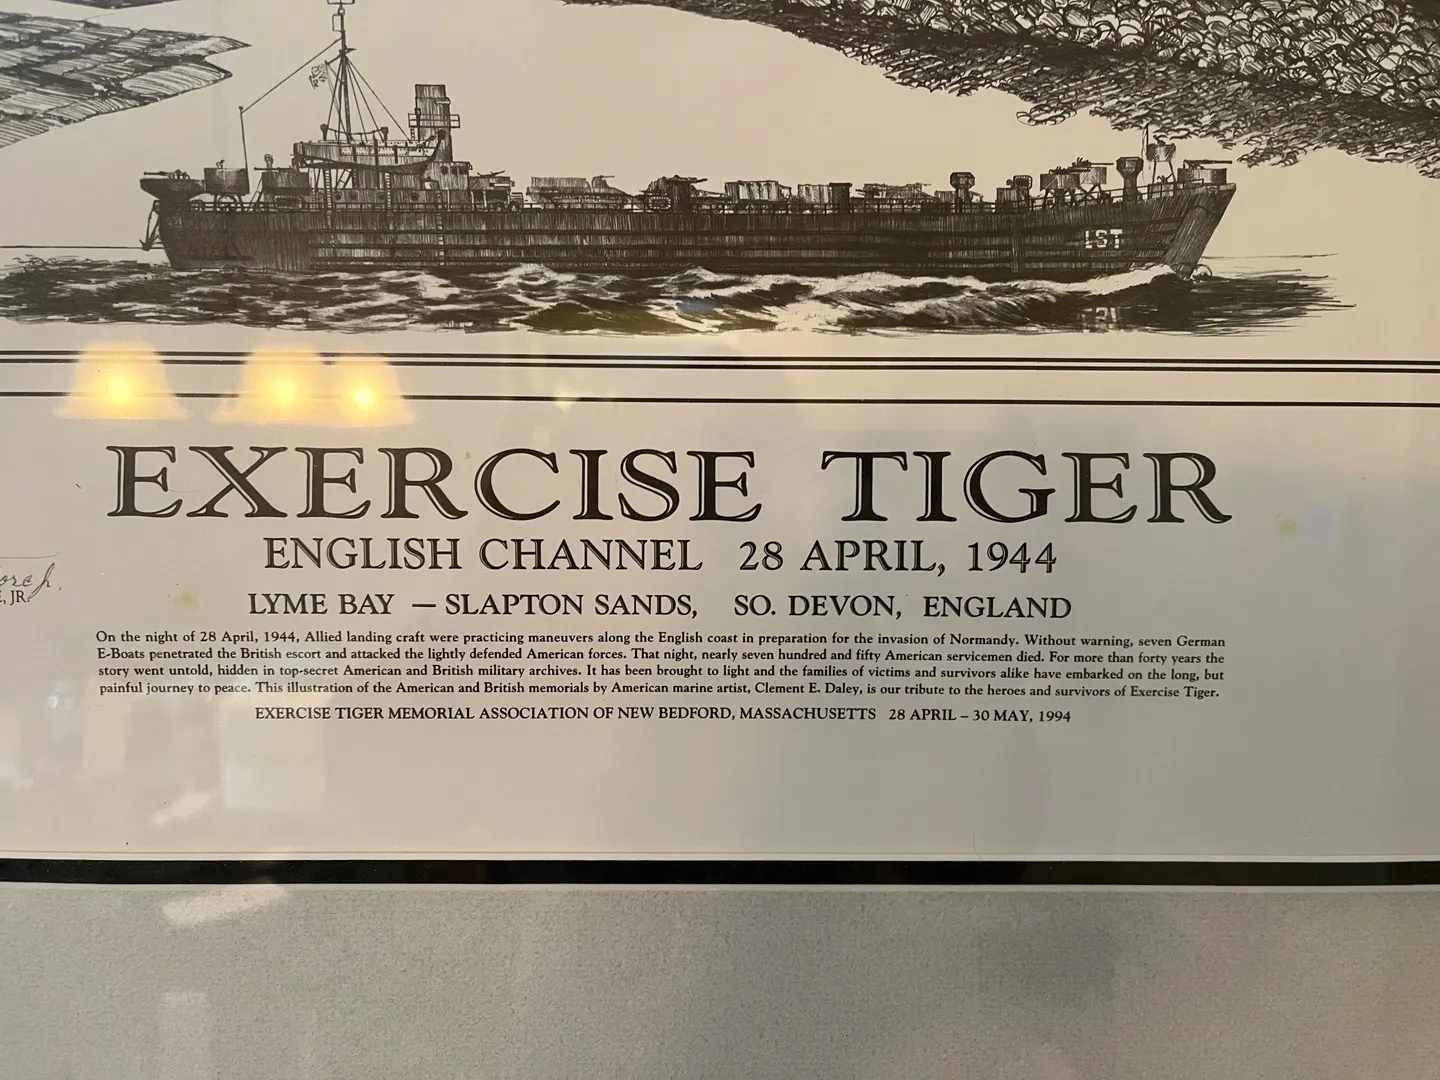 LST
EXERCISE TIGER
ENGLISH CHANNEL 28 APRIL, 1944
, JR.
LYME BAY — SLAPTON SANDS, SO. DEVON, ENGLAND
On the night of 28 April, 1944, Allied landing craft were practicing maneuvers along the English coast in preparation for the invasion of Normandy. Without warning, seven German
E-Boats penetrated the British escort and attacked the lightly defended American forces. That night, nearly seven hundred and fifty American servicemen died. For more than forty years the
story went untold, hidden in top-secret American and British military archives. It has been brought to light and the families of victims and survivors alike have embarked on the long, but
painful journey to peace. This illustration of the American and British memorials by American marine artist, Clement E. Daley, is our tribute to the heroes and survivors of Exercise Tiger.
EXERCISE TIGER MEMORIAL ASSOCIATION OF NEW BEDFORD, MASSACHUSETTS 28 APRIL – 30 MAY, 1994